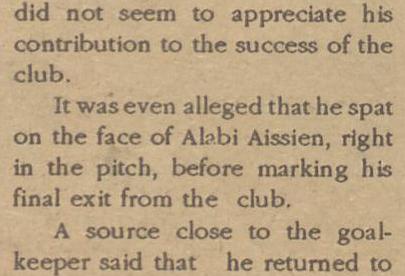 did not seem to appreciate his
contribution to the success of the
club.
It was even alleged that he spat
on the face of Alabi Aissien, right
in the pitch, before marking his
final exit from the club.
A source close to the goal-
keeper said that he returned to